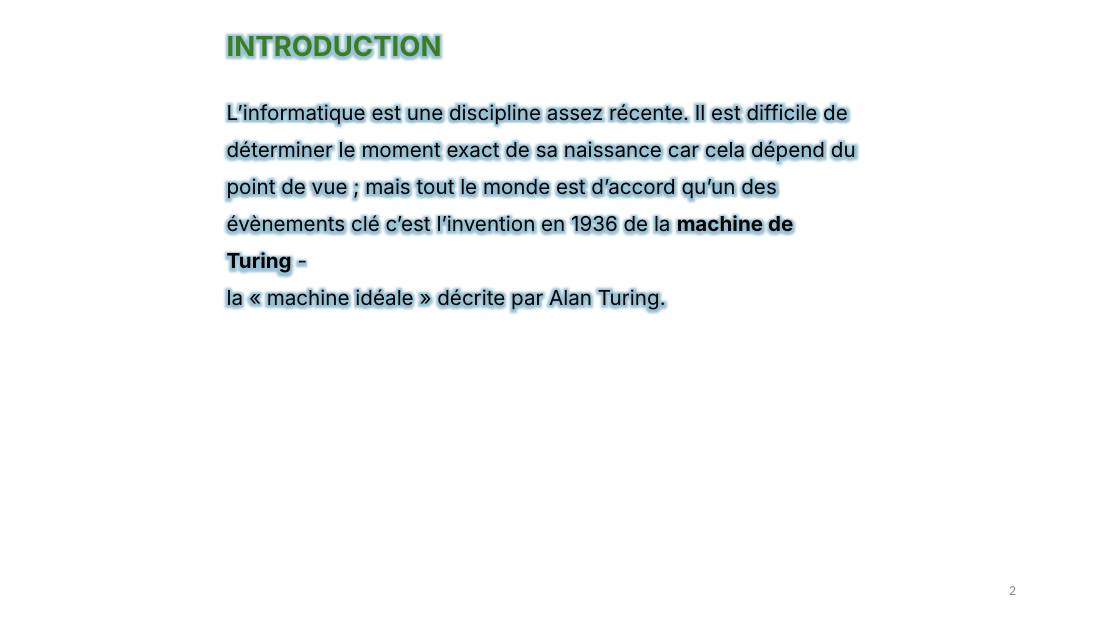 INTRODUCTION
L’informatique est une discipline assez récente. Il est difficile de
déterminer le moment exact de sa naissance car cela dépend du
point de vue ; mais tout le monde est d’accord qu’un des
évènements clé c’est l’invention en 1936 de la machine de
Turing -
la « machine idéale » décrite par Alan Turing.
2